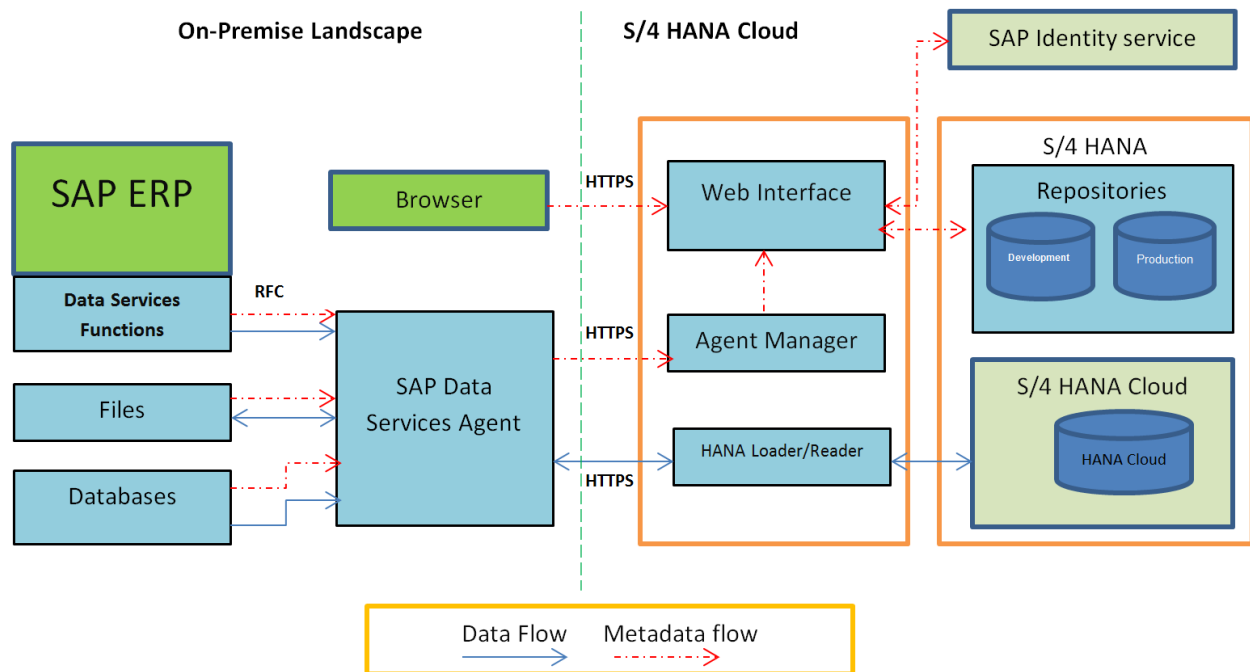 On-Premise Landscape
S/4 HANA Cloud
SAP Identity service
SAP ERP
Data Services
Functions
RFC
Files
Databases
Browser
HTTPS
SAP Data
Services Agent
HTTPS
HTTPS
Web Interface
Agent Manager
HANA Loader/Reader
S/4 HANA
Repositories
Development
Production
S/4 HANA Cloud
HANA Cloud
Data Flow
Metadata flow